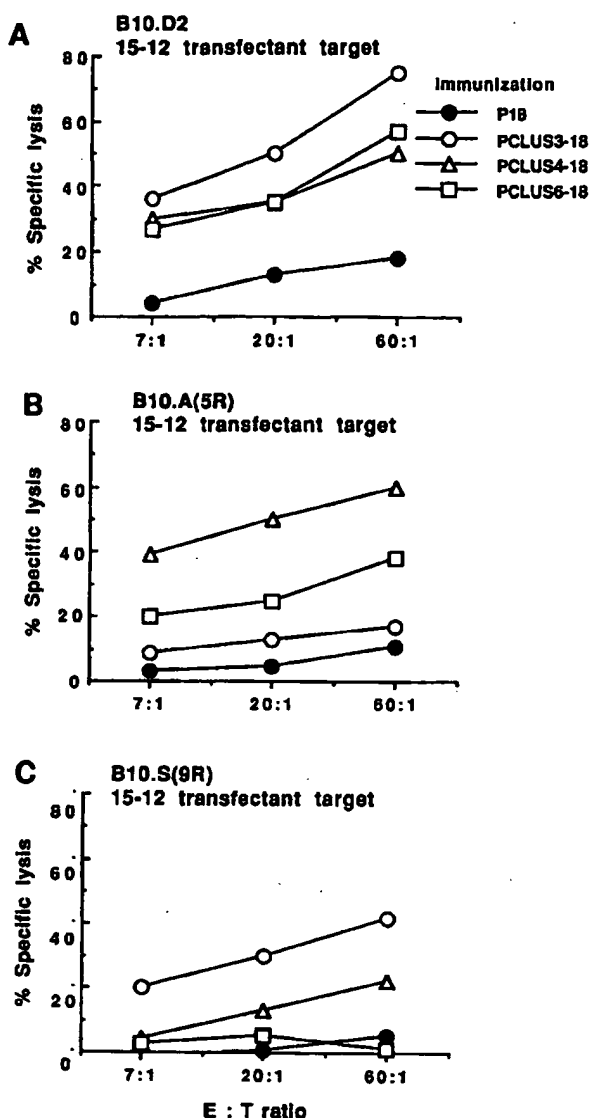 A
B10.D2
15-12 transfectant target
80
60
40
20
0
% Specific lysis
7:1 20:1 60:1
Immunization
P18
PCLUS3-18
PCLUS4-18
PCLUS6-18
B
B10.A(5R)
15-12 transfectant target
80
60
40
20
0
% Specific lysis
7:1 20:1 60:1
C
B10.S(9R)
15-12 transfectant target
80
60
40
20
0
% Specific lysis
7:1 20:1 60:1
E : T ratio